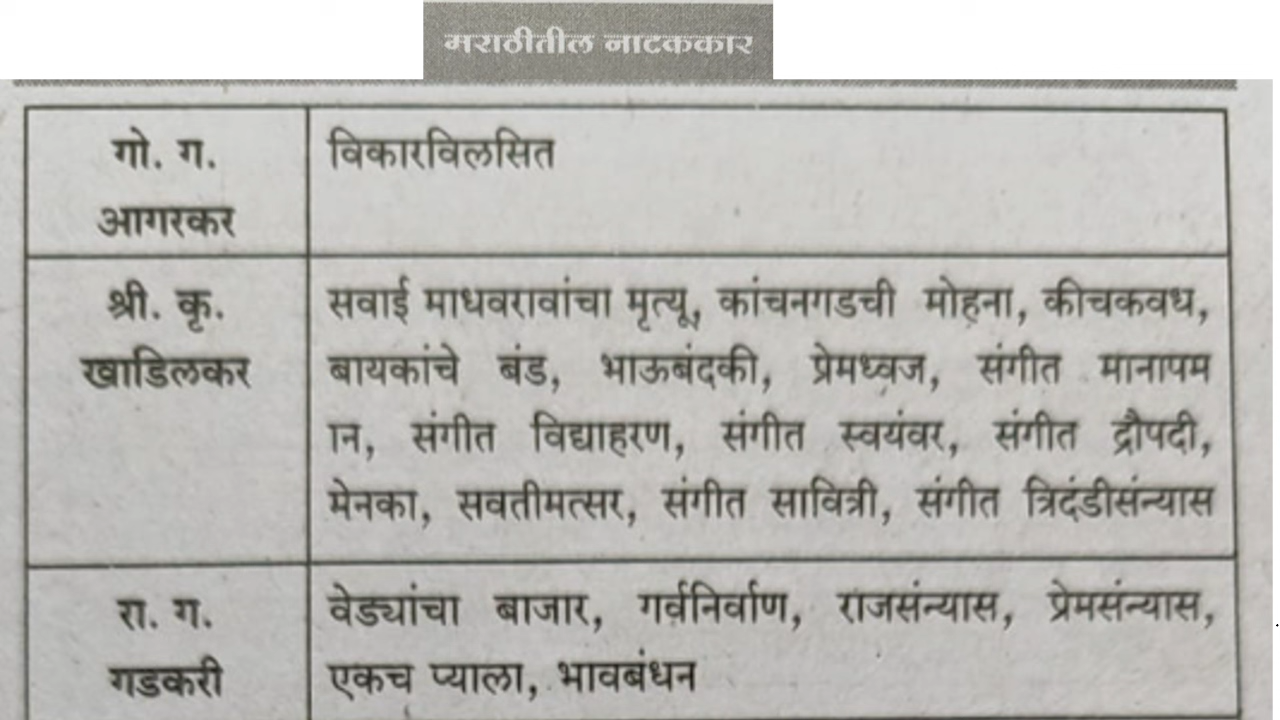 मराठीतील नाटककार
गो. ग.
आगरकर
विकारविलसित
श्री. कृ.
खाडिलकर
सवाई माधवरावांचा मृत्यू, कांचनगडची मोहना, कीचकवध,
बायकांचे बंड, भाऊबंदकी, प्रेमध्वज, संगीत मानापम
ान, संगीत विद्याहरण, संगीत स्वयंवर, संगीत द्रौपदी,
मेनका, सवतीमत्सर, संगीत सावित्री, संगीत त्रिदंडीसंन्यास
रा. ग.
गडकरी
वेड्यांचा बाजार, गर्वनिर्वाण, राजसंन्यास, प्रेमसंन्यास,
एकच प्याला, भावबंधन